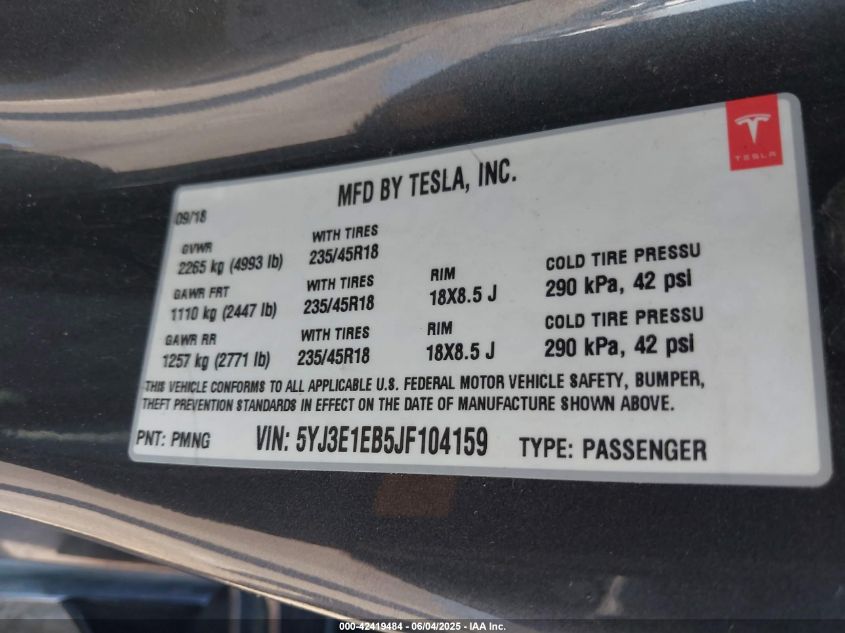 TESLA
MFD BY TESLA, INC.
09/18
GVWR
2265 kg (4993 lb)
WITH TIRES
235/45R18
GAWR FRT
1110 kg (2447 lb)
WITH TIRES
235/45R18
RIM
18X8.5 J
COLD TIRE PRESSU
290 kPa, 42 psi
GAWR RR
1257 kg (2771 lb)
WITH TIRES
235/45R18
RIM
18X8.5 J
COLD TIRE PRESSU
290 kPa, 42 psi
THIS VEHICLE CONFORMS TO ALL APPLICABLE U.S. FEDERAL MOTOR VEHICLE SAFETY, BUMPER,
THEFT PREVENTION STANDARDS IN EFFECT ON THE DATE OF MANUFACTURE SHOWN ABOVE.
PNT: PMNG VIN: 5YJ3E1EB5JF104159 TYPE: PASSENGER
000-42419484 - 06/04/2025 - IAA Inc.